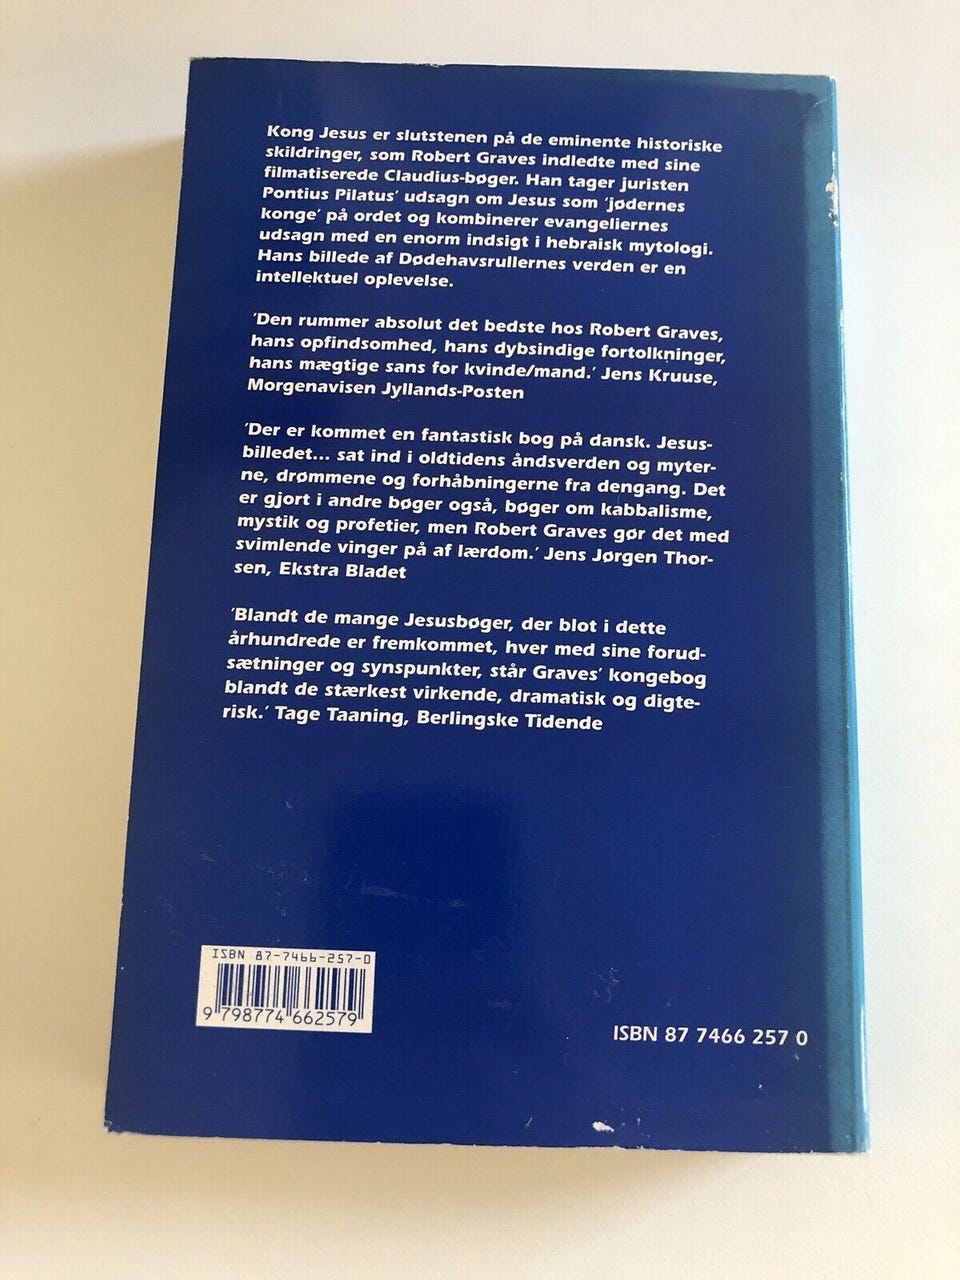 Kong Jesus er slutstenen på de eminente historiske
skildringer, som Robert Graves indledte med sine
filmatiserede Claudius-bøger. Han tager juristen
Pontius Pilatus’ udsagn om Jesus som ‘jødernes
konge’ på ordet og kombinerer evangeliernes
udsagn med en enorm indsigt i hebraisk mytologi.
Hans billede af Dødehavsrullernes verden er en
intellektuel oplevelse.
‘Den rummer absolut det bedste hos Robert Graves,
hans opfindsomhed, hans dybsindige fortolkninger,
hans mægtige sans for kvinde/mand.’ Jens Kruuse,
Morgenavisen Jyllands-Posten
‘Der er kommet en fantastisk bog på dansk. Jesus-
billedet... sat ind i oldtidens åndsverden og myter-
ne, drømmene og forhåbningerne fra dengang. Det
er gjort i andre bøger også, bøger om kabbalisme,
mystik og profetier, men Robert Graves gør det med
svimlende vinger på af lærdom.’ Jens Jørgen Thor-
sen, Ekstra Bladet
‘Blandt de mange Jesusbøger, der blot i dette
århundrede er fremkommet, hver med sine forud-
sætninger og synspunkter, står Graves’ kongebog
blandt de stærkest virkende, dramatisk og digte-
risk.’ Tage Taaning, Berlingske Tidende
ISBN 87-7466-257-0
9 798774 662579
ISBN 87 7466 257 0